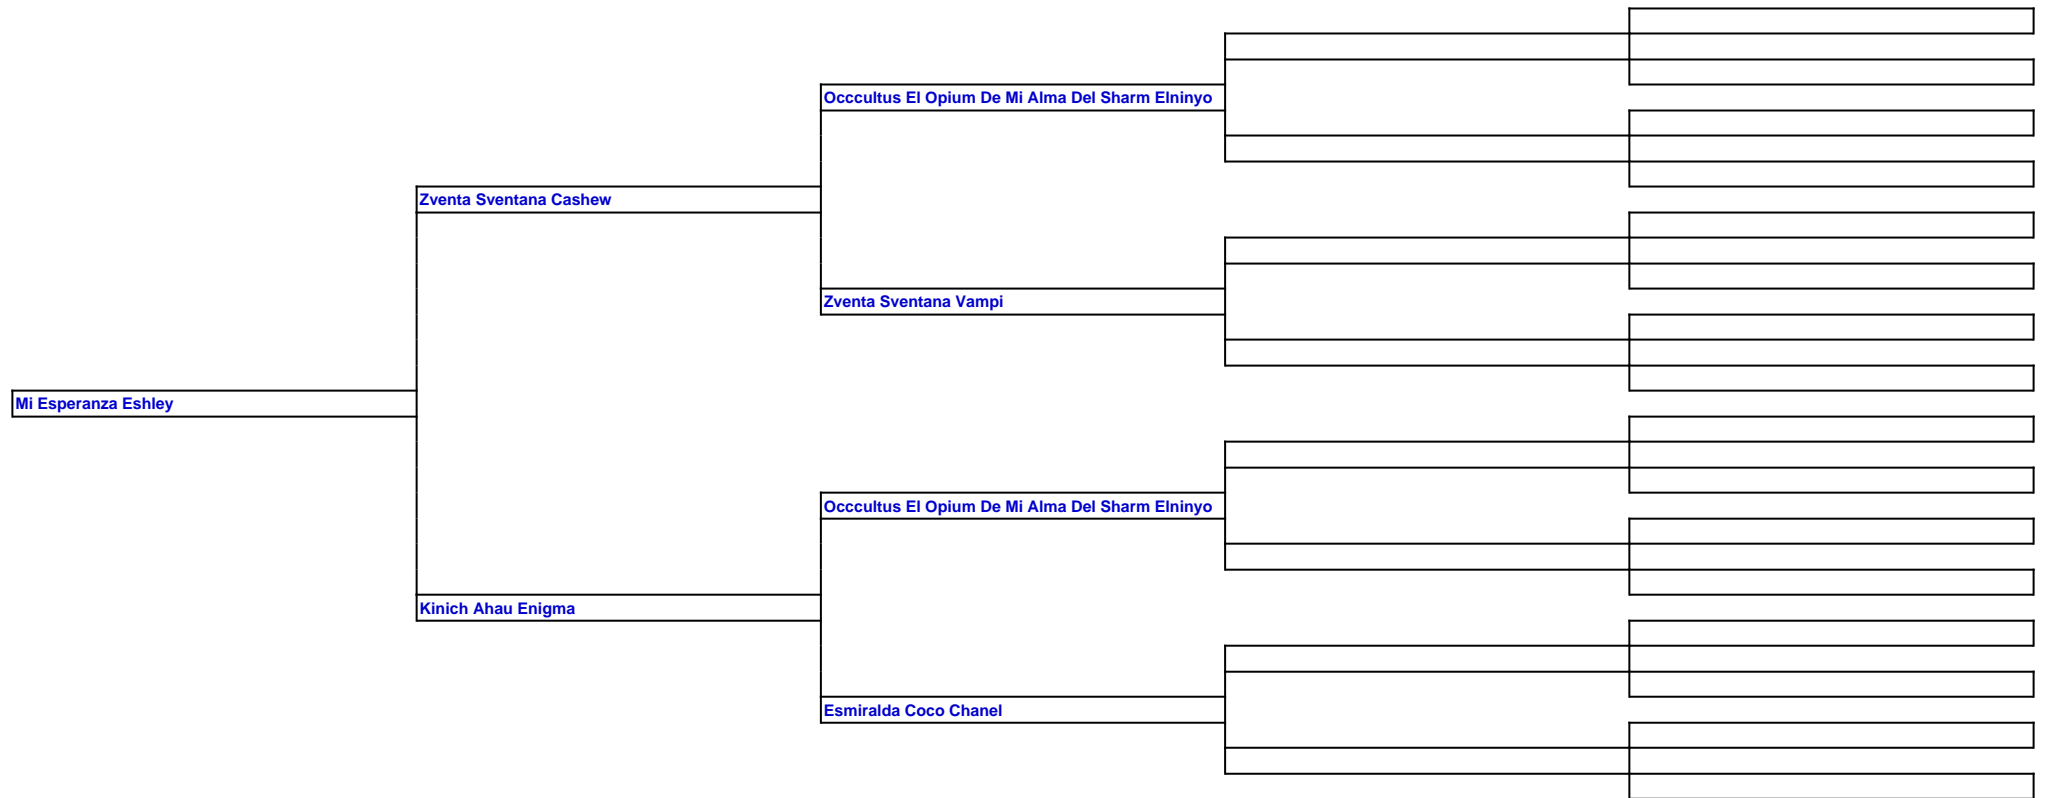 Occcultus El Opium De Mi Alma Del Sharm Elninyo
Zventa Sventana Cashew
Zventa Sventana Vampi
Mi Esperanza Eshley
Occcultus El Opium De Mi Alma Del Sharm Elninyo
Kinich Ahau Enigma
Esmiralda Coco Chanel